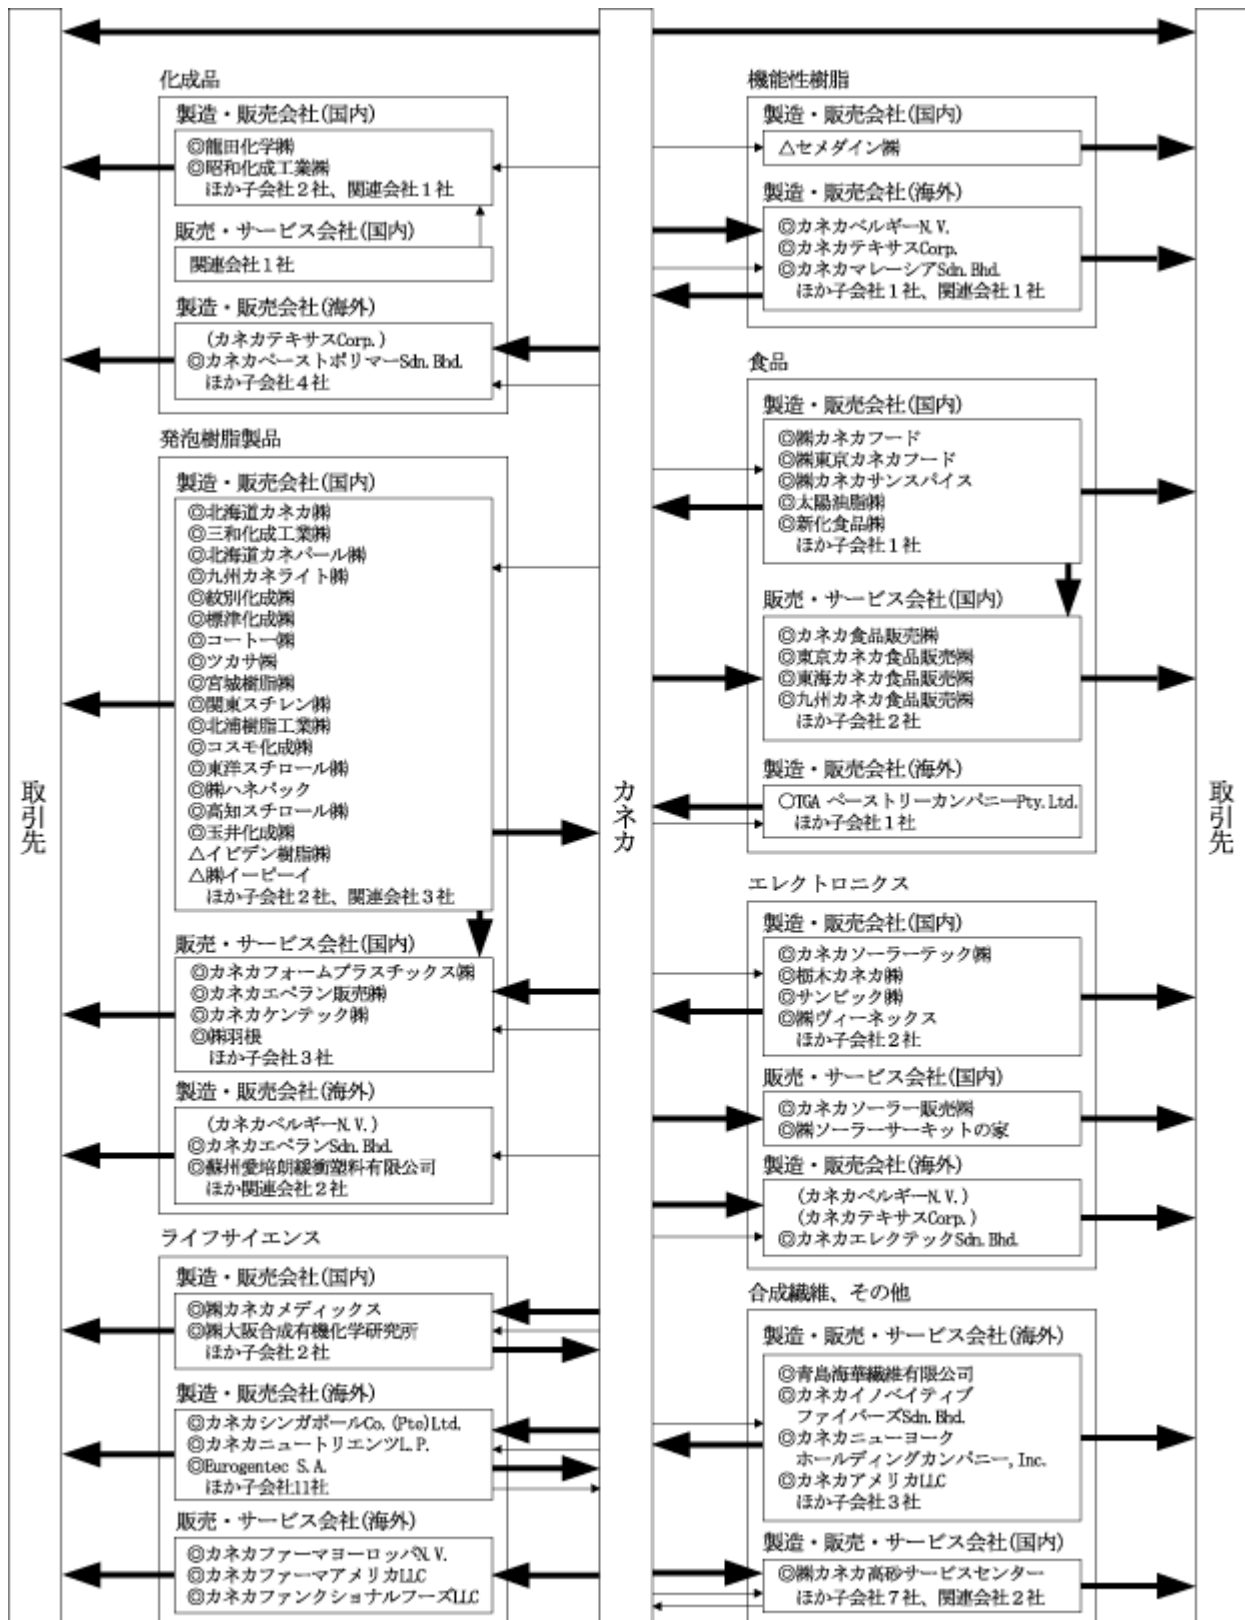 取引先
化成品
製造・販売会社(国内)
◎龍田化学㈱
◎昭和化成工業㈱
ほか子会社２社、関連会社１社
販売・サービス会社(国内)
関連会社１社
製造・販売会社(海外)
(カネカテキサスCorp.)
◎カネカペーストポリマーSdn.Bhd.
ほか子会社４社
発泡樹脂製品
製造・販売会社(国内)
◎北海道カネカ㈱
◎三和化成工業㈱
◎北海道カネパール㈱
◎九州カネライト㈱
◎紋別化成㈱
◎標津化成㈱
◎コートー㈱
◎ツカサ㈱
◎宮城樹脂㈱
◎関東スチレン㈱
◎北浦樹脂工業㈱
◎コスモ化成㈱
◎東洋スチロール㈱
◎㈱ハネパック
◎高知スチロール㈱
◎玉井化成㈱
△イビデン樹脂㈱
△㈱イーピーイ
ほか子会社２社、関連会社３社
販売・サービス会社(国内)
◎カネカフォームプラスチックス㈱
◎カネカエペラン販売㈱
◎カネカケンテック㈱
◎㈱羽根
ほか子会社３社
製造・販売会社(海外)
(カネカベルギーN.V.)
◎カネカエペランSdn.Bhd.
◎蘇州愛培朗緩衝塑料有限公司
ほか関連会社２社
ライフサイエンス
製造・販売会社(国内)
◎㈱カネカメディックス
◎㈱大阪合成有機化学研究所
ほか子会社２社
製造・販売会社(海外)
◎カネカシンガポールCo.(Pte)Ltd.
◎カネカニュートリエンツL.P.
◎Eurogentec S.A.
ほか子会社11社
販売・サービス会社(海外)
◎カネカファーマヨーロッパN.V.
◎カネカファーマアメリカLLC
◎カネカファンクショナルフーズLLC
カネカ
機能性樹脂
製造・販売会社(国内)
△セメダイン㈱
製造・販売会社(海外)
◎カネカベルギーN.V.
◎カネカテキサスCorp.
◎カネカマレーシアSdn.Bhd.
ほか子会社１社、関連会社１社
食品
製造・販売会社(国内)
◎㈱カネカフード
◎㈱東京カネカフード
◎㈱カネカサンスパイス
◎太陽油脂㈱
◎新化食品㈱
ほか子会社１社
販売・サービス会社(国内)
◎カネカ食品販売㈱
◎東京カネカ食品販売㈱
◎東海カネカ食品販売㈱
◎九州カネカ食品販売㈱
ほか子会社２社
製造・販売会社(海外)
○TGA ペーストリーカンパニーPty.Ltd.
ほか子会社１社
エレクトロニクス
製造・販売会社(国内)
◎カネカソーラーテック㈱
◎栃木カネカ㈱
◎サンビック㈱
◎㈱ヴィーネックス
ほか子会社２社
販売・サービス会社(国内)
◎カネカソーラー販売㈱
◎㈱ソーラーサーキットの家
製造・販売会社(海外)
(カネカベルギーN.V.)
(カネカテキサスCorp.)
◎カネカエレクテックSdn.Bhd.
合成繊維、その他
製造・販売・サービス会社(海外)
◎青島海華繊維有限公司
◎カネカイノベイティブ
ファイバーズSdn.Bhd.
◎カネカニューヨーク
ホールディングカンパニー,Inc.
◎カネカアメリカLLC
ほか子会社３社
製造・販売・サービス会社(国内)
◎㈱カネカ高砂サービスセンター
ほか子会社７社、関連会社２社
取引先